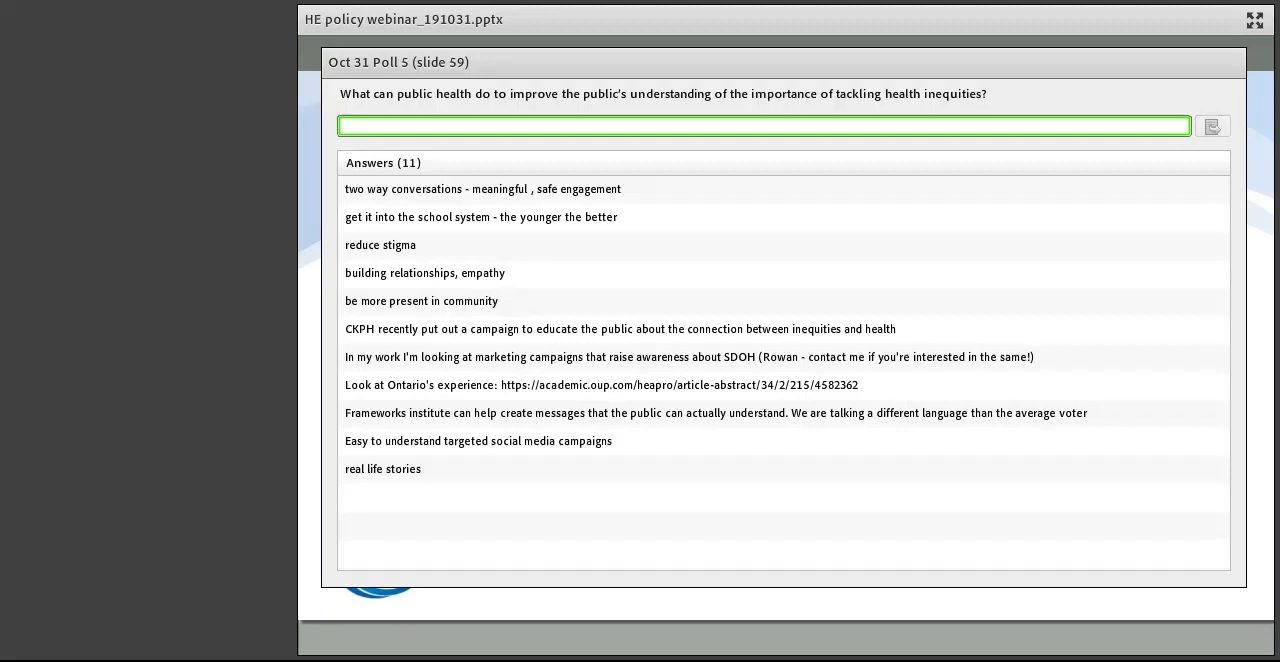 HE policy webinar_191031.pptx
Oct 31 Poll 5 (slide 59)
What can public health do to improve the public's understanding of the importance of tackling health inequities?
Answers (11)
two way conversations - meaningful , safe engagement
get it into the school system - the younger the better
reduce stigma
building relationships, empathy
be more present in community
CKPH recently put out a campaign to educate the public about the connection between inequities and health
In my work I'm looking at marketing campaigns that raise awareness about SDOH (Rowan - contact me if you're interested in the same!)
Look at Ontario's experience: https://academic.oup.com/heapro/article-abstract/34/2/215/4582362
Frameworks institute can help create messages that the public can actually understand. We are talking a different language than the average voter
Easy to understand targeted social media campaigns
real life stories